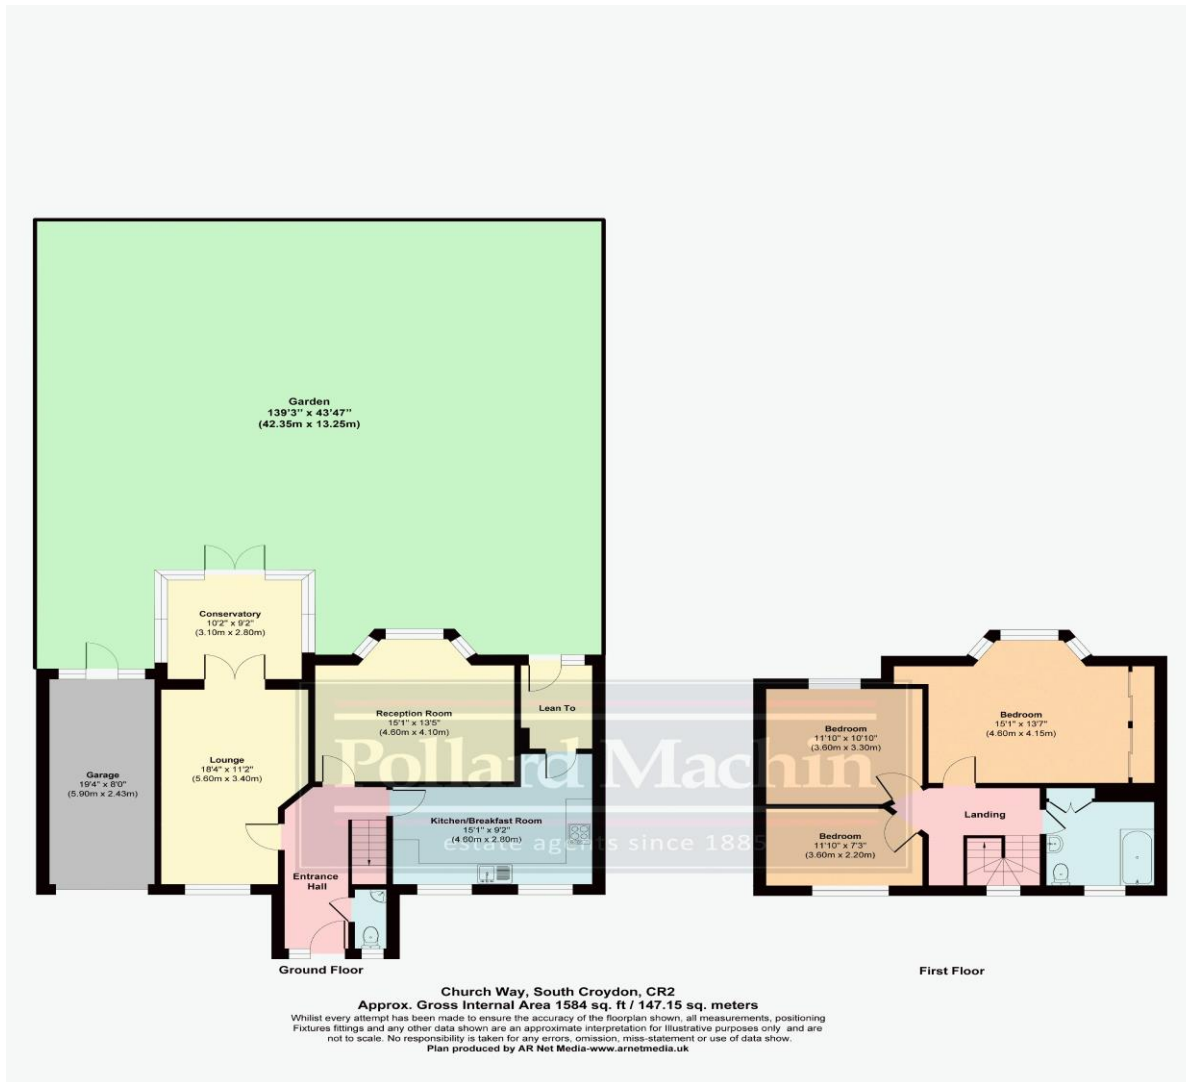 Garden
139'3" x 43'47"
(42.35m x 13.25m)
Conservatory
10'2" x 9'2"
(3.10m x 2.80m)
Reception Room
15'1" x 13'5"
(4.60m x 4.10m)
Lean To
Lounge
18'4" x 11'2"
(5.60m x 3.40m)
Garage
19'4" x 8'0"
(5.90m x 2.43m)
Kitchen/Breakfast Room
15'1" x 9'2"
(4.60m x 2.80m)
Entrance
Hall
Ground Floor
Bedroom
15'1" x 13'7"
(4.60m x 4.15m)
Bedroom
11'10" x 10'10"
(3.60m x 3.30m)
Landing
Bedroom
11'10" x 7'3"
(3.60m x 2.20m)
First Floor
Pollard Machin
estate agents since 1885
Church Way, South Croydon, CR2
Approx. Gross Internal Area 1584 sq. ft / 147.15 sq. meters
Whilst every attempt has been made to ensure the accuracy of the floorplan shown, all measurements, positioning
Fixtures fittings and any other data shown are an approximate interpretation for Illustrative purposes only and are
not to scale. No responsibility is taken for any errors, omission, miss-statement or use of data show.
Plan produced by AR Net Media-www.arnetmedia.uk